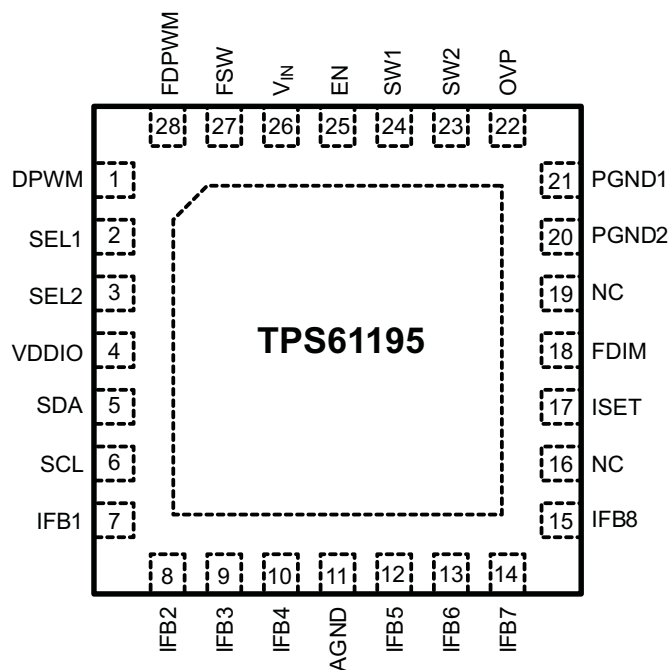 FDPWM
FSW
VIN
EN
SW1
SW2
OVP
28
27
26
25
24
23
22
DPWM 1
21 PGND1
SEL1 2
20 PGND2
SEL2 3
19 NC
TPS61195
VDDIO 4
18 FDIM
SDA 5
17 ISET
SCL 6
16 NC
IFB1 7
15 IFB8
8
9
10
11
12
13
14
IFB2
IFB3
IFB4
AGND
IFB5
IFB6
IFB7